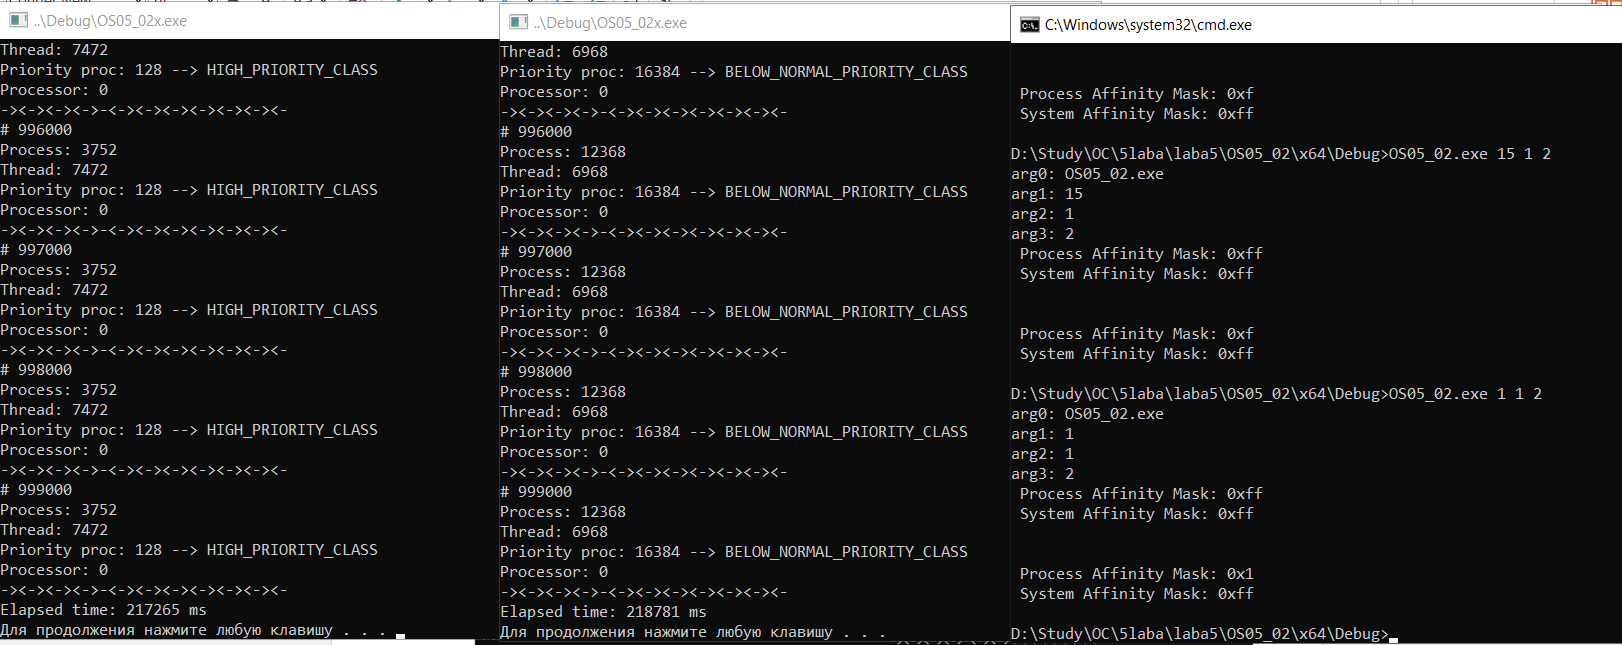 ..\Debug\OS05_02x.exe
Thread: 7472
Priority proc: 128 --> HIGH_PRIORITY_CLASS
Processor: 0
-><-><-><->-<-><-><-><-><-><-><-
# 996000
Process: 3752
Thread: 7472
Priority proc: 128 --> HIGH_PRIORITY_CLASS
Processor: 0
-><-><-><->-<-><-><-><-><-><-><-
# 997000
Process: 3752
Thread: 7472
Priority proc: 128 --> HIGH_PRIORITY_CLASS
Processor: 0
-><-><-><->-<-><-><-><-><-><-><-
# 998000
Process: 3752
Thread: 7472
Priority proc: 128 --> HIGH_PRIORITY_CLASS
Processor: 0
-><-><-><->-<-><-><-><-><-><-><-
# 999000
Process: 3752
Thread: 7472
Priority proc: 128 --> HIGH_PRIORITY_CLASS
Processor: 0
-><-><-><->-<-><-><-><-><-><-><-
Elapsed time: 217265 ms
Для продолжения нажмите любую клавишу . . .
..\Debug\OS05_02x.exe
Thread: 6968
Priority proc: 16384 --> BELOW_NORMAL_PRIORITY_CLASS
Processor: 0
-><-><-><->-<-><-><-><-><-><-><-
# 996000
Process: 12368
Thread: 6968
Priority proc: 16384 --> BELOW_NORMAL_PRIORITY_CLASS
Processor: 0
-><-><-><->-<-><-><-><-><-><-><-
# 997000
Process: 12368
Thread: 6968
Priority proc: 16384 --> BELOW_NORMAL_PRIORITY_CLASS
Processor: 0
-><-><-><->-<-><-><-><-><-><-><-
# 998000
Process: 12368
Thread: 6968
Priority proc: 16384 --> BELOW_NORMAL_PRIORITY_CLASS
Processor: 0
-><-><-><->-<-><-><-><-><-><-><-
# 999000
Process: 12368
Thread: 6968
Priority proc: 16384 --> BELOW_NORMAL_PRIORITY_CLASS
Processor: 0
-><-><-><->-<-><-><-><-><-><-><-
Elapsed time: 218781 ms
Для продолжения нажмите любую клавишу . . .
C:\Windows\system32\cmd.exe
Process Affinity Mask: 0xf
System Affinity Mask: 0xff
D:\Study\OC\5laba\laba5\OS05_02\x64\Debug>OS05_02.exe 15 1 2
arg0: OS05_02.exe
arg1: 15
arg2: 1
arg3: 2
Process Affinity Mask: 0xff
System Affinity Mask: 0xff
Process Affinity Mask: 0xf
System Affinity Mask: 0xff
D:\Study\OC\5laba\laba5\OS05_02\x64\Debug>OS05_02.exe 1 1 2
arg0: OS05_02.exe
arg1: 1
arg2: 1
arg3: 2
Process Affinity Mask: 0xff
System Affinity Mask: 0xff
Process Affinity Mask: 0x1
System Affinity Mask: 0xff
D:\Study\OC\5laba\laba5\OS05_02\x64\Debug>